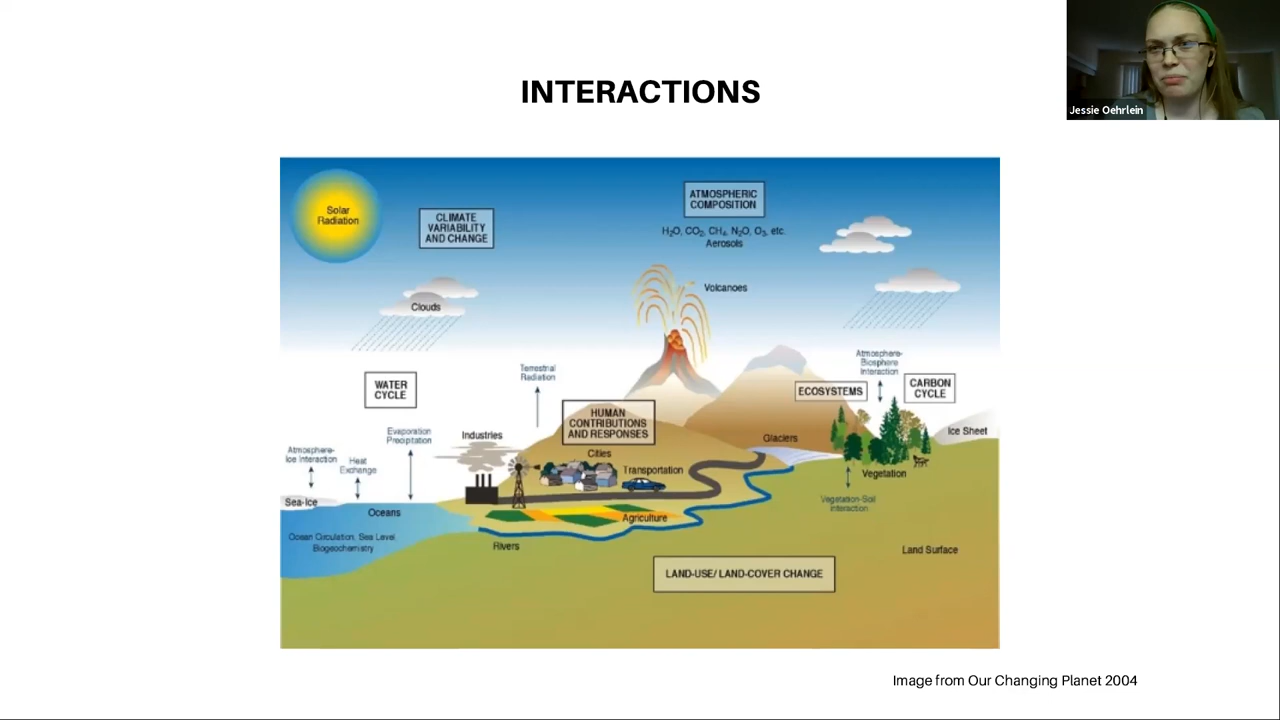 INTERACTIONS
Jessie Oehrlein
Solar
Radiation
CLIMATE
VARIABILITY
AND CHANGE
ATMOSPHERIC
COMPOSITION
H₂O, CO₂, CH₄, N₂O, O₃, etc.
Aerosols
Volcanoes
Clouds
Atmosphere-
Biosphere
Interaction
Terrestrial
Radiation
WATER
CYCLE
ECOSYSTEMS
CARBON
CYCLE
HUMAN
CONTRIBUTIONS
AND RESPONSES
Ice Sheet
Evaporation
Precipitation
Industries
Glaciers
Atmosphere-
Ice Interaction
Heat
Exchange
Cities
Transportation
Vegetation
Sea-Ice
Oceans
Vegetation-Soil
Interaction
Agriculture
Ocean Circulation, Sea Level,
Biogeochemistry
Rivers
Land Surface
LAND-USE/ LAND-COVER CHANGE
Image from Our Changing Planet 2004